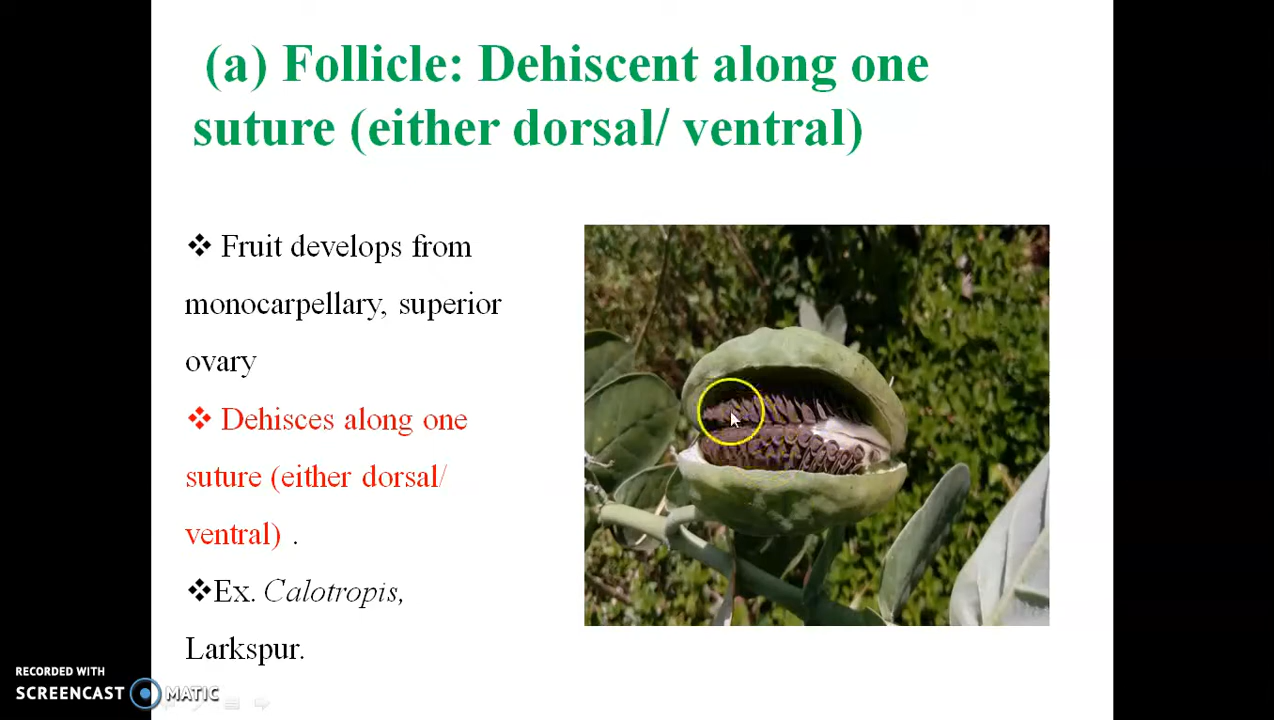 (a) Follicle: Dehiscent along one
suture (either dorsal/ ventral)
❖ Fruit develops from
monocarpellary, superior
ovary
❖ Dehisces along one
suture (either dorsal/
ventral) .
❖Ex. Calotropis,
Larkspur.
RECORDED WITH
SCREENCAST MATIC